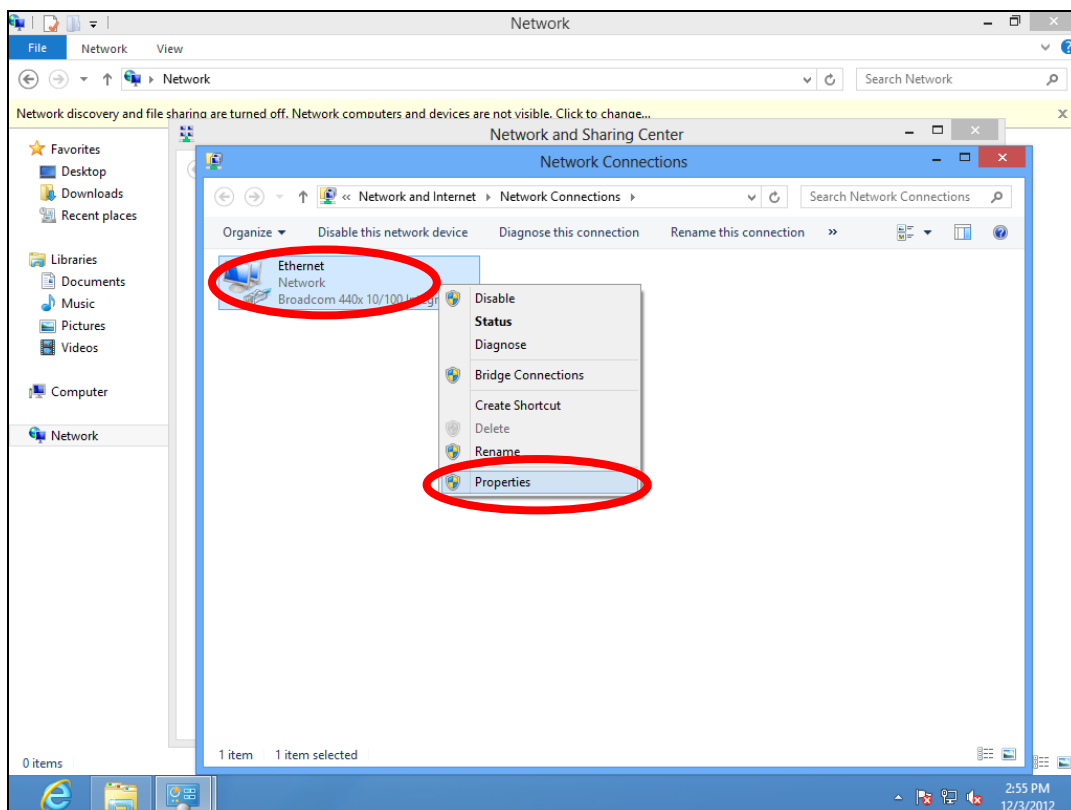 Network
File Network View
Network
Search Network
Network discovery and file sharing are turned off. Network computers and devices are not visible. Click to change...
Network and Sharing Center
Favorites
Desktop
Downloads
Recent places
Libraries
Documents
Music
Pictures
Videos
Computer
Network
Network Connections
« Network and Internet Network Connections
Search Network Connections
Organize Disable this network device Diagnose this connection Rename this connection »
Ethernet
Network
Broadcom 440x 10/100 Integr
Disable
Status
Diagnose
Bridge Connections
Create Shortcut
Delete
Rename
Properties
1 item 1 item selected
0 items
2:55 PM
12/3/2012